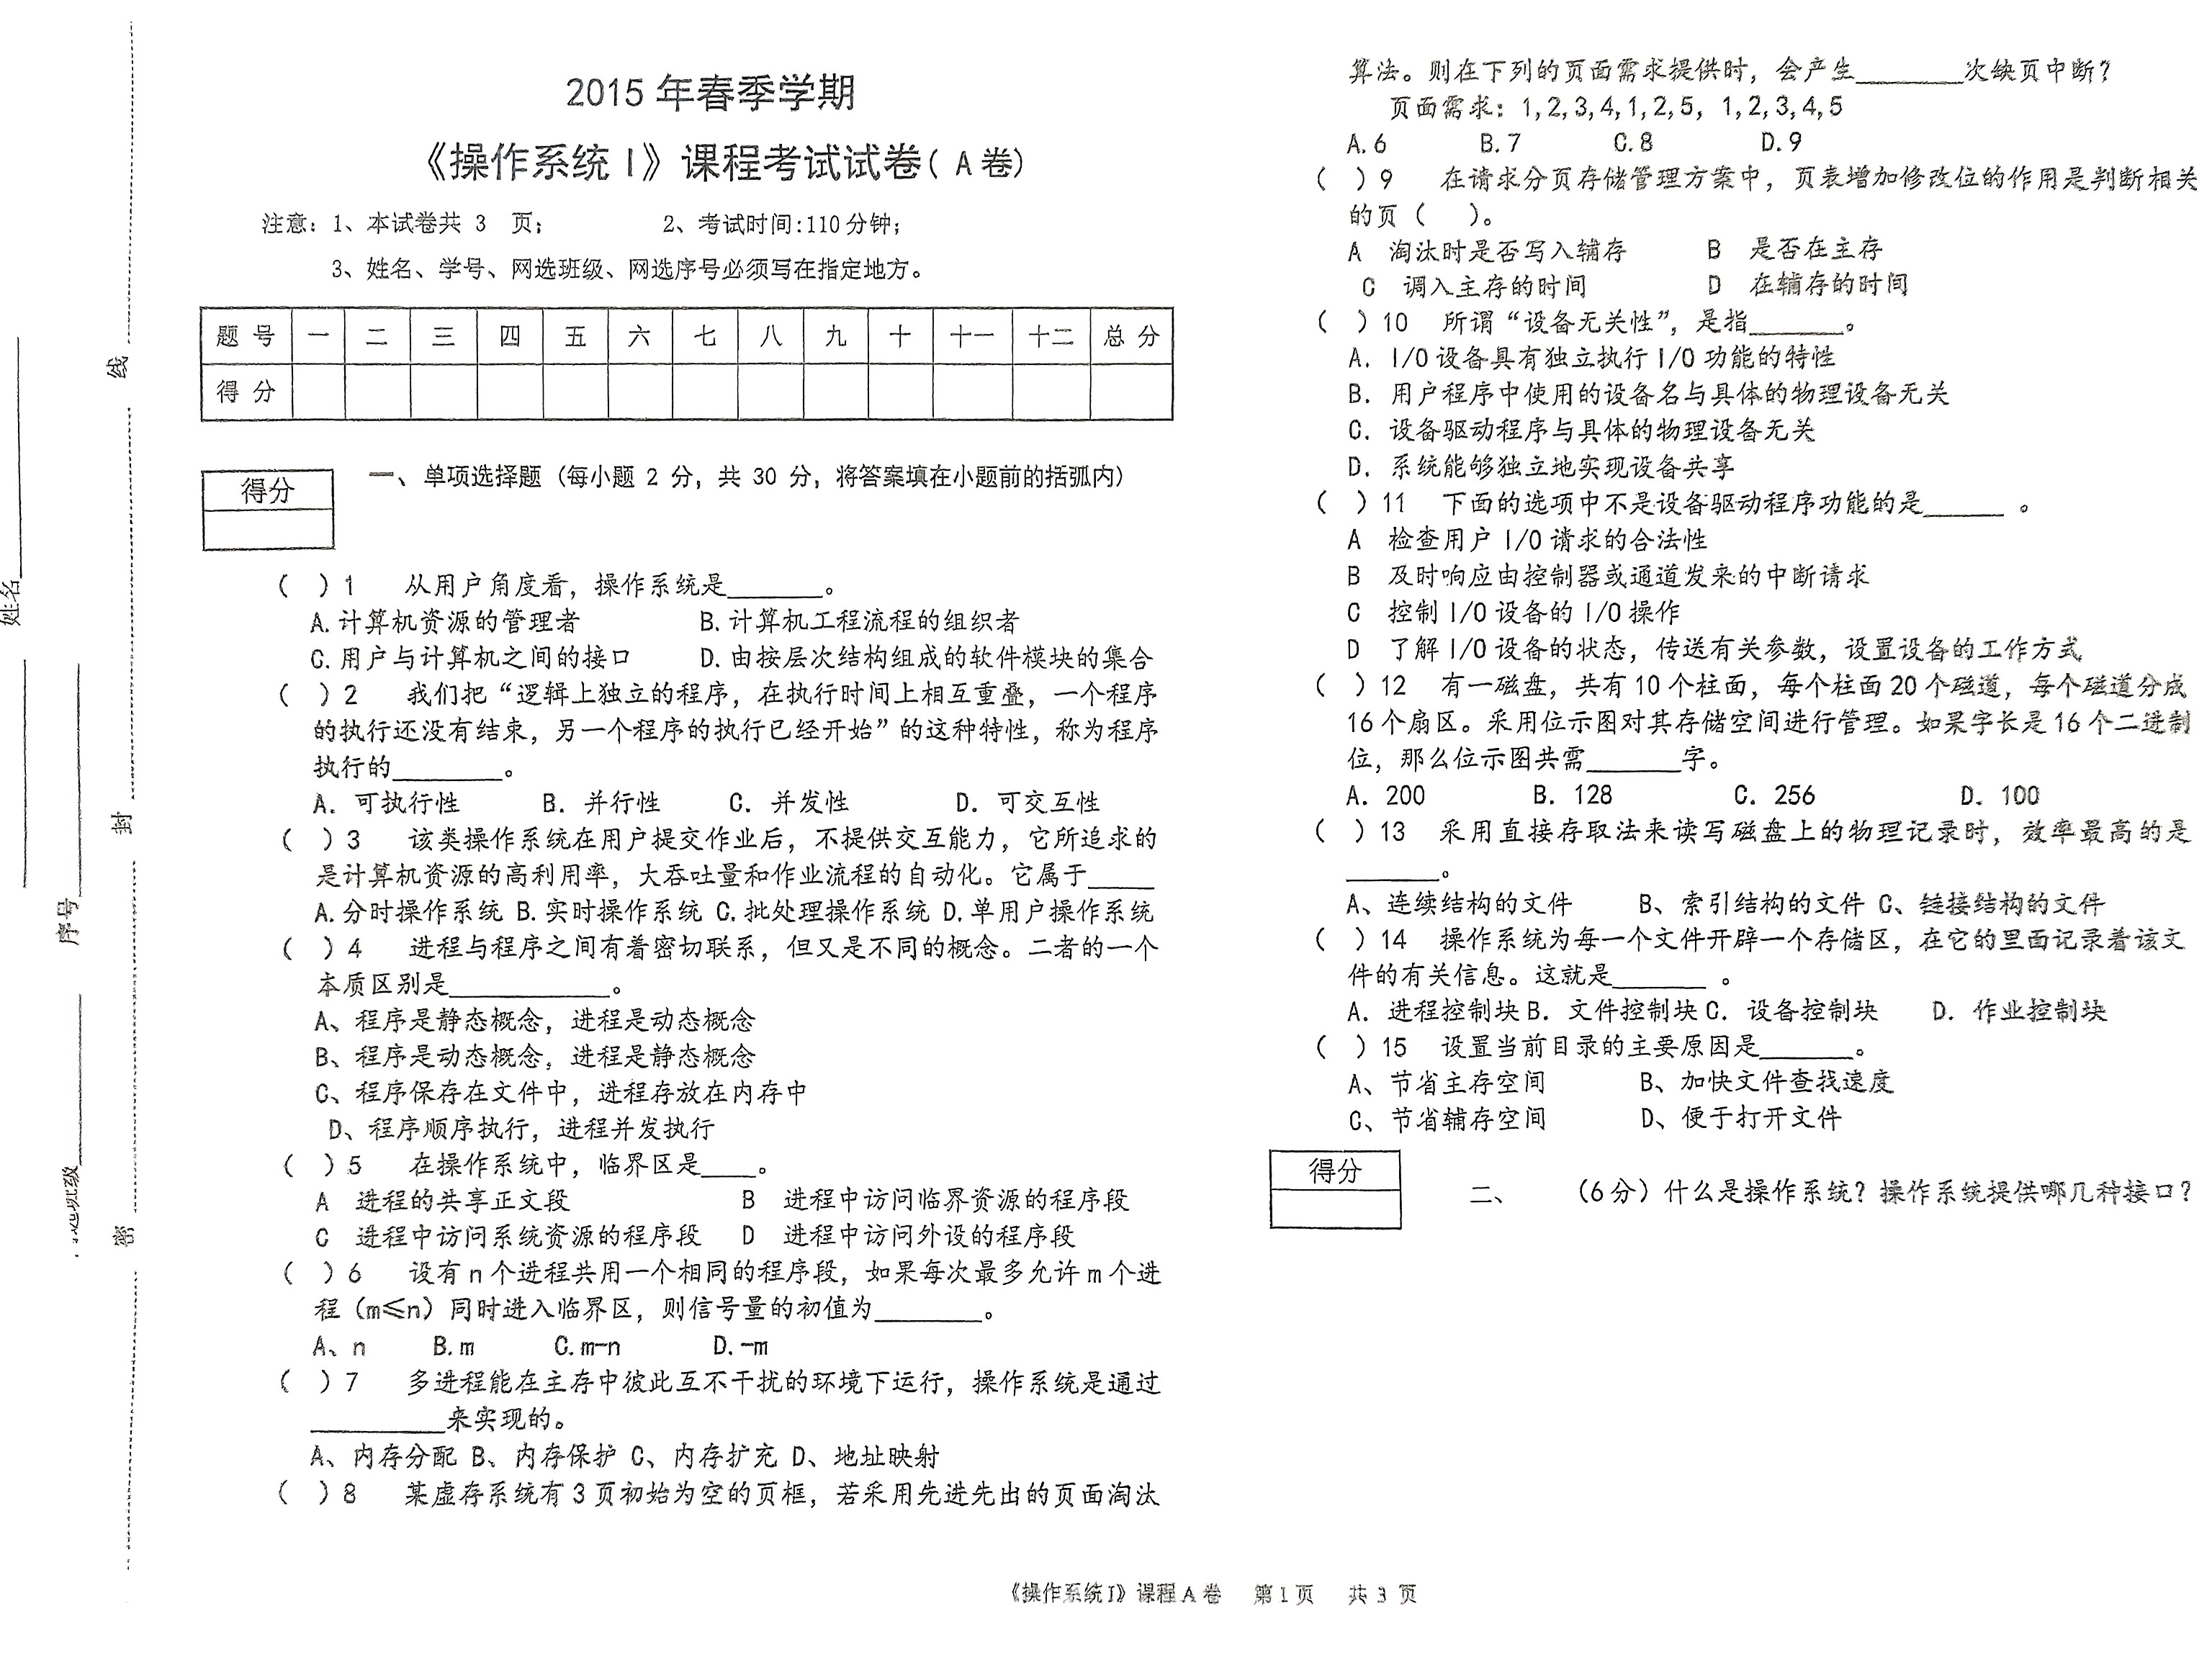 2015 年春季学期
《操作系统 I》课程考试试卷( A 卷)
注意：1、本试卷共 3 页； 2、考试时间:110 分钟；
3、姓名、学号、网选班级、网选序号必须写在指定地方。
题 号 一 二 三 四 五 六 七 八 九 十 十一 十二 总 分
得 分
得分
一、单项选择题（每小题 2 分，共 30 分，将答案填在小题前的括弧内）
（ ）1 从用户角度看，操作系统是________。
A.计算机资源的管理者 B.计算机工程流程的组织者
C.用户与计算机之间的接口 D.由按层次结构组成的软件模块的集合
（ ）2 我们把“逻辑上独立的程序，在执行时间上相互重叠，一个程序
的执行还没有结束，另一个程序的执行已经开始”的这种特性，称为程序
执行的________。
A. 可执行性 B. 并行性 C. 并发性 D. 可交互性
（ ）3 该类操作系统在用户提交作业后，不提供交互能力，它所追求的
是计算机资源的高利用率，大吞吐量和作业流程的自动化。它属于_____
A.分时操作系统 B.实时操作系统 C.批处理操作系统 D.单用户操作系统
（ ）4 进程与程序之间有着密切联系，但又是不同的概念。二者的一个
本质区别是____________。
A、程序是静态概念，进程是动态概念
B、程序是动态概念，进程是静态概念
C、程序保存在文件中，进程存放在内存中
D、程序顺序执行，进程并发执行
（ ）5 在操作系统中，临界区是____。
A 进程的共享正文段 B 进程中访问临界资源的程序段
C 进程中访问系统资源的程序段 D 进程中访问外设的程序段
（ ）6 设有 n 个进程共用一个相同的程序段，如果每次最多允许 m 个进
程（m≤n）同时进入临界区，则信号量的初值为________。
A、n B.m C.m-n D.-m
（ ）7 多进程能在主存中彼此互不干扰的环境下运行，操作系统是通过
__________来实现的。
A、内存分配 B、内存保护 C、内存扩充 D、地址映射
（ ）8 某虚存系统有 3 页初始为空的页框，若采用先进先出的页面淘汰
算法。则在下列的页面需求提供时，会产生________次缺页中断？
页面需求：1,2,3,4,1,2,5, 1,2,3,4,5
A.6 B.7 C.8 D.9
（ ）9 在请求分页存储管理方案中，页表增加修改位的作用是判断相关
的页（ ）。
A 淘汰时是否写入辅存 B 是否在主存
C 调入主存的时间 D 在辅存的时间
（ ）10 所谓“设备无关性”，是指_______。
A. I/O 设备具有独立执行 I/O 功能的特性
B. 用户程序中使用的设备名与具体的物理设备无关
C. 设备驱动程序与具体的物理设备无关
D. 系统能够独立地实现设备共享
（ ）11 下面的选项中不是设备驱动程序功能的是______ 。
A 检查用户 I/O 请求的合法性
B 及时响应由控制器或通道发来的中断请求
C 控制 I/O 设备的 I/O 操作
D 了解 I/O 设备的状态，传送有关参数，设置设备的工作方式
（ ）12 有一磁盘，共有 10 个柱面，每个柱面 20 个磁道，每个磁道分成
16 个扇区。采用位示图对其存储空间进行管理。如果字长是 16 个二进制
位，那么位示图共需_______字。
A. 200 B. 128 C. 256 D. 100
（ ）13 采用直接存取法来读写磁盘上的物理记录时，效率最高的是
_______。
A、连续结构的文件 B、索引结构的文件 C、链接结构的文件
（ ）14 操作系统为每一个文件开辟一个存储区，在它的里面记录着该文
件的有关信息。这就是_______ 。
A. 进程控制块 B. 文件控制块 C. 设备控制块 D. 作业控制块
（ ）15 设置当前目录的主要原因是_______。
A、节省主存空间 B、加快文件查找速度
C、节省辅存空间 D、便于打开文件
得分
二、 （6 分）什么是操作系统？操作系统提供哪几种接口？
《操作系统 I》课程 A 卷 第 1 页 共 3 页
姓名
序号
班级
线
封
密